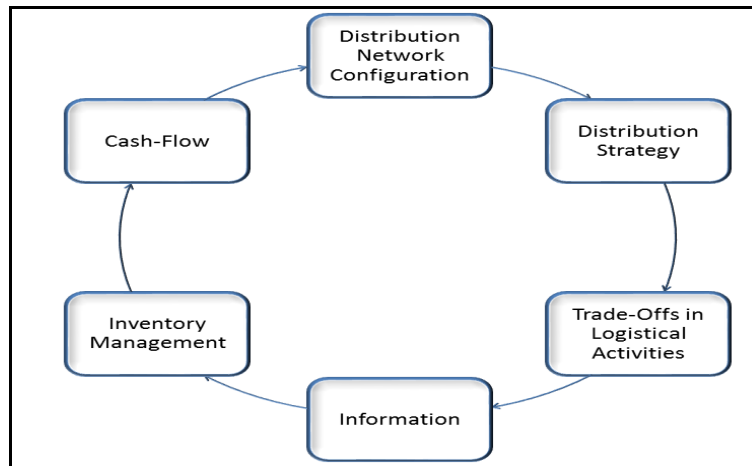 Distribution
Network
Configuration
Distribution
Strategy
Trade-Offs in
Logistical
Activities
Information
Inventory
Management
Cash-Flow